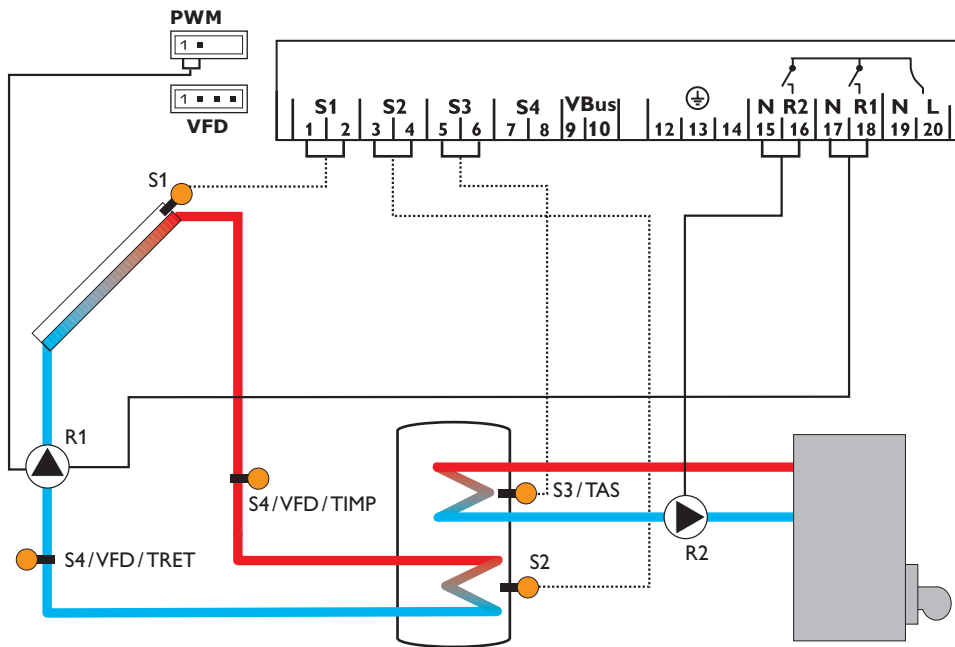 PWM
1
1
VFD
S1 S2 S3 S4 VBus N R2 N R1 N L
1 2 3 4 5 6 7 8 9 10 12 13 14 15 16 17 18 19 20
S1
R1
S4/VFD/TIMP
S3/TAS
R2
S4/VFD/TRET
S2